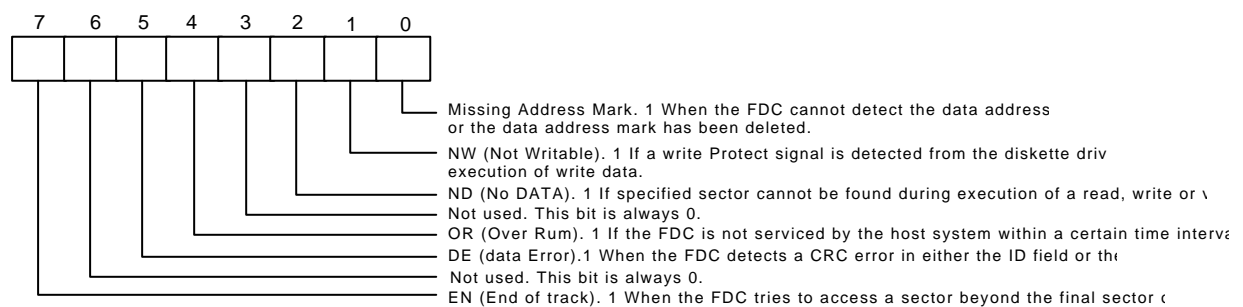 7 6 5 4 3 2 1 0
Missing Address Mark. 1 When the FDC cannot detect the data address
or the data address mark has been deleted.
NW (Not Writable). 1 If a write Protect signal is detected from the diskette driv
execution of write data.
ND (No DATA). 1 If specified sector cannot be found during execution of a read, write or
Not used. This bit is always 0.
OR (Over Rum). 1 If the FDC is not serviced by the host system within a certain time interva
DE (data Error).1 When the FDC detects a CRC error in either the ID field or the
Not used. This bit is always 0.
EN (End of track). 1 When the FDC tries to access a sector beyond the final sector